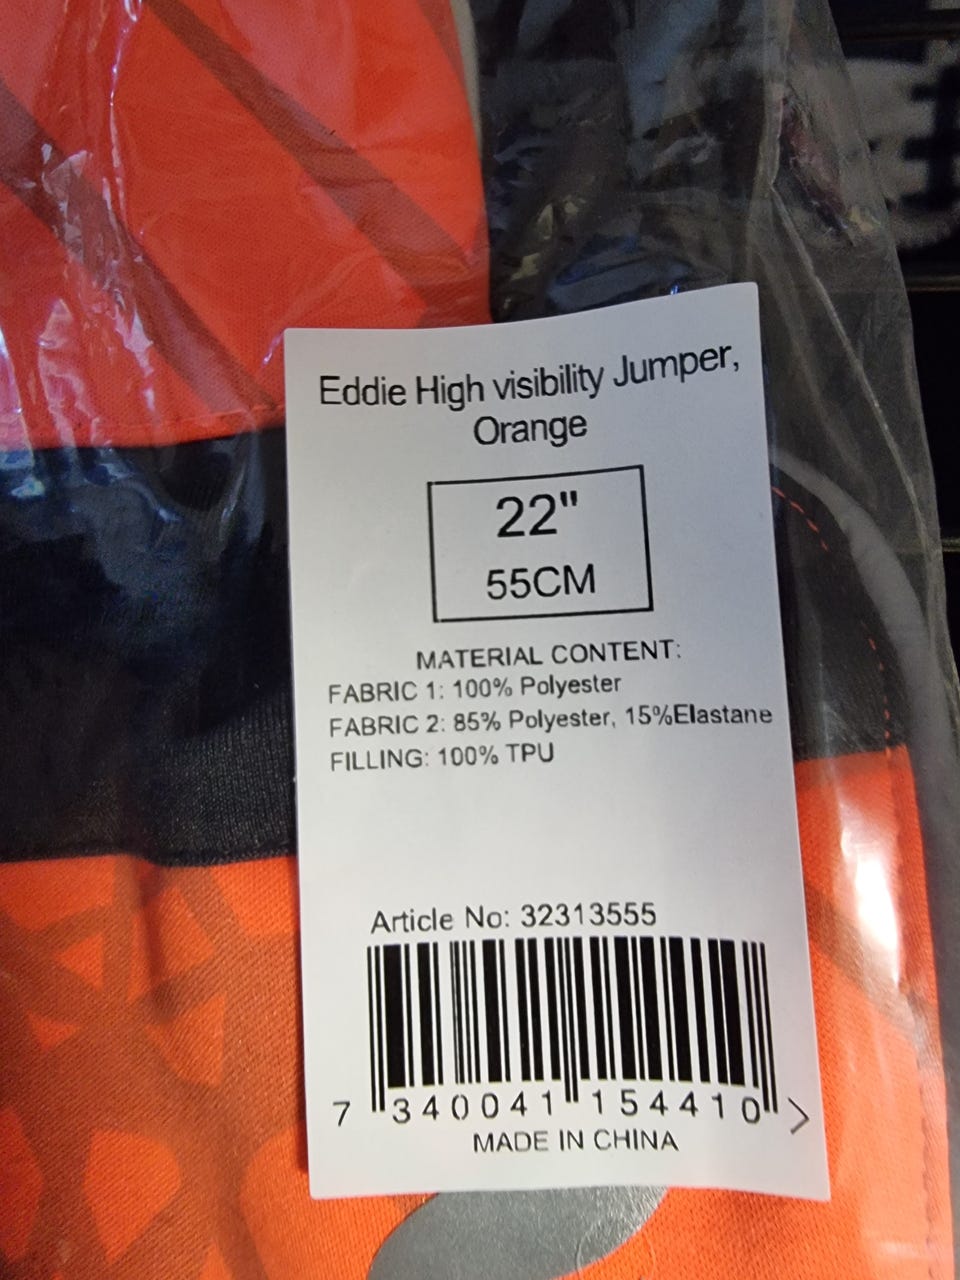 Eddie High visibility Jumper,
Orange
22"
55CM
MATERIAL CONTENT:
FABRIC 1: 100% Polyester
FABRIC 2: 85% Polyester, 15%Elastane
FILLING: 100% TPU
Article No: 32313555
7 340041 154410 >
MADE IN CHINA